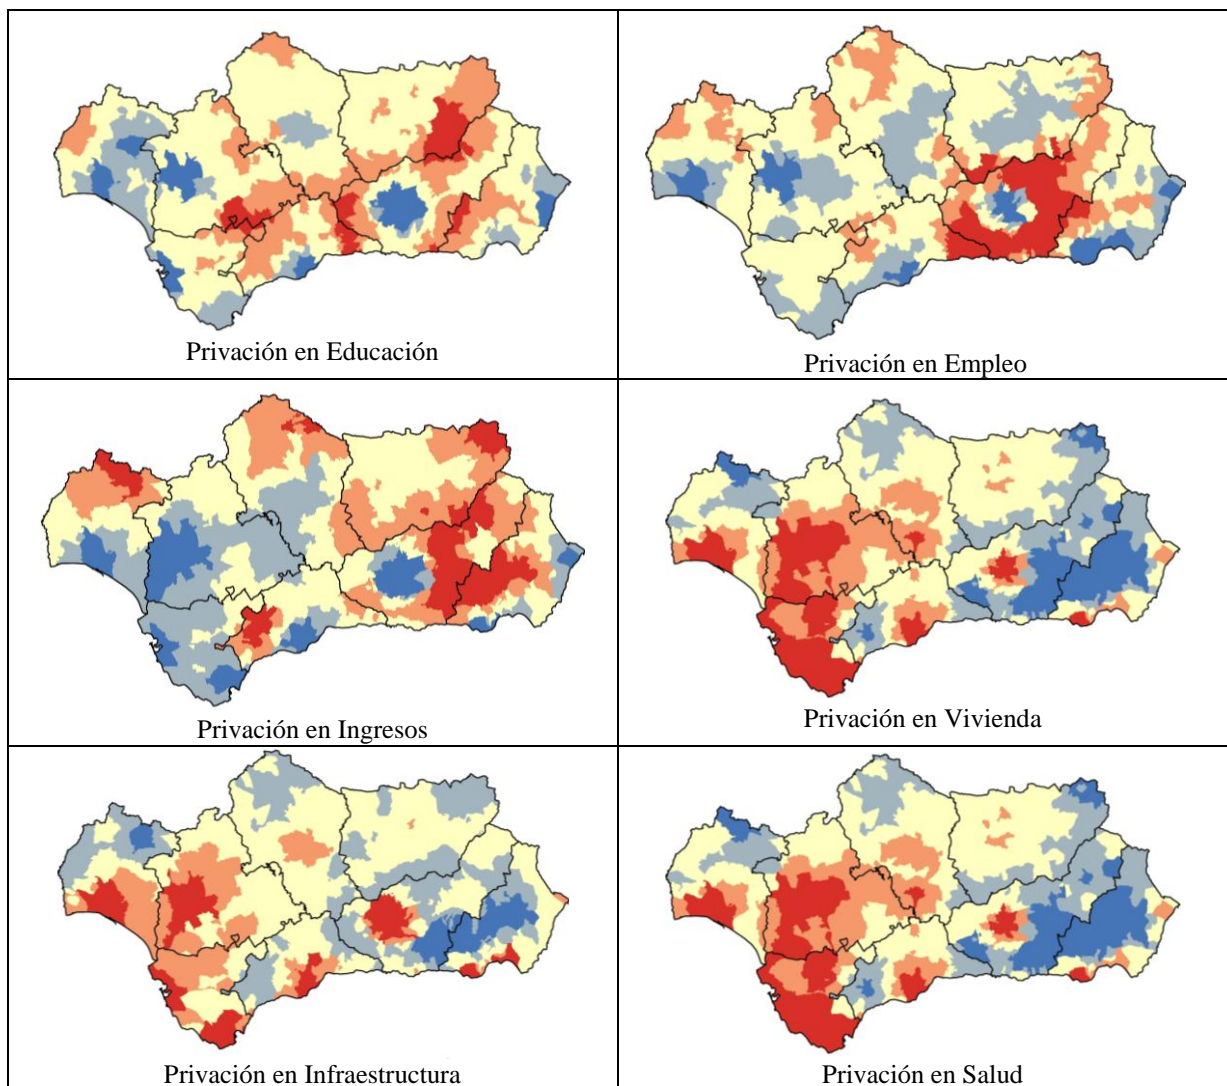 Privación en Educación
Privación en Empleo
Privación en Ingresos
Privación en Vivienda
Privación en Infraestructura
Privación en Salud